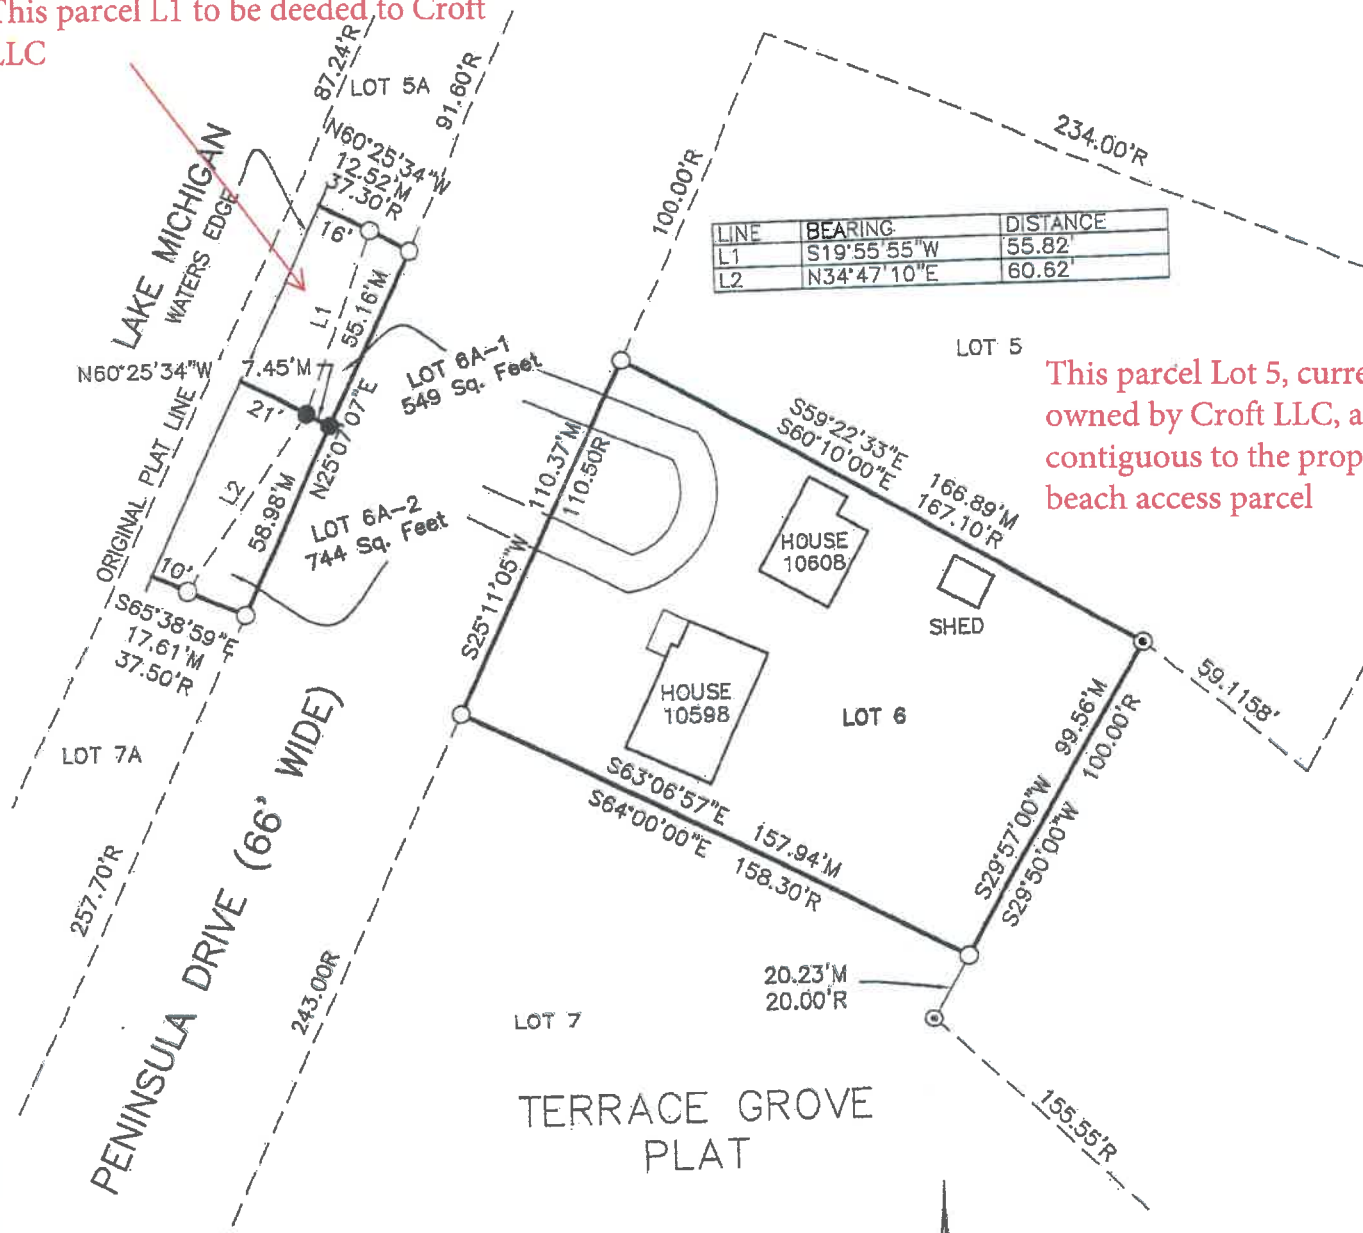 This parcel L1 to be deeded to Croft
LLC
87.24'R
LOT 5A
91.60'R
N60°25'34"W
12.52'M
37.30'R
16'
LAKE MICHIGAN
WATERS EDGE
L1
55.16'M
N60°25'34"W
7.45'M
21'
LOT 6A-1
549 Sq. Feet
ORIGINAL PLAT LINE
L2
58.98'M
N25°07'07"E
LOT 6A-2
744 Sq. Feet
10'
S65°38'59"E
17.61'M
37.50'R
LOT 7A
PENINSULA DRIVE (66' WIDE)
257.70'R
243.00R
100.00'R
234.00'R
LINE BEARING DISTANCE
L1 S19°55'55"W 55.82'
L2 N34°47'10"E 60.62'
LOT 5
This parcel Lot 5, curre
owned by Croft LLC, a
contiguous to the prop
beach access parcel
S59°22'33"E 166.89'M
S60°10'00"E 167.10'R
110.37'M
110.50R
S25°11'05"W
HOUSE
10608
SHED
HOUSE
10598
LOT 6
59.1158'
S29°57'00"W 99.56'M
S29°50'00"W 100.00'R
S63°06'57"E 157.94'M
S64°00'00"E 158.30'R
20.23'M
20.00'R
LOT 7
155.55'R
TERRACE GROVE
PLAT